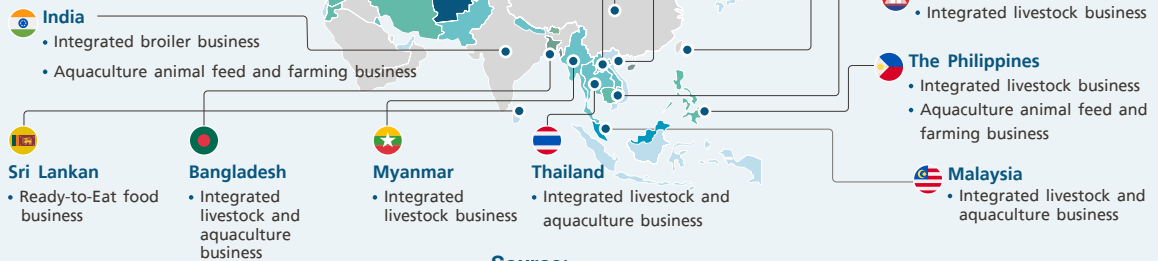 India
• Integrated broiler business
• Aquaculture animal feed and farming business
• Integrated livestock business
The Philippines
• Integrated livestock business
• Aquaculture animal feed and
farming business
Sri Lankan
• Ready-to-Eat food
business
Bangladesh
• Integrated
livestock and
aquaculture
business
Myanmar
• Integrated
livestock business
Thailand
• Integrated livestock and
aquaculture business
Malaysia
• Integrated livestock and
aquaculture business
Source: